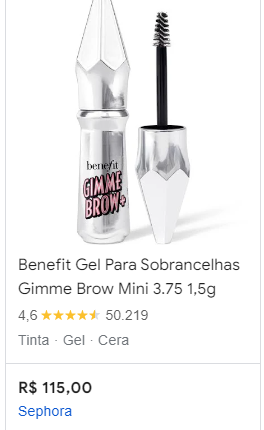 benefit
GIMME
BROW+
Benefit Gel Para Sobrancelhas
Gimme Brow Mini 3.75 1,5g
4,6 ★★★★★ 50.219
Tinta · Gel · Cera
R$ 115,00
Sephora